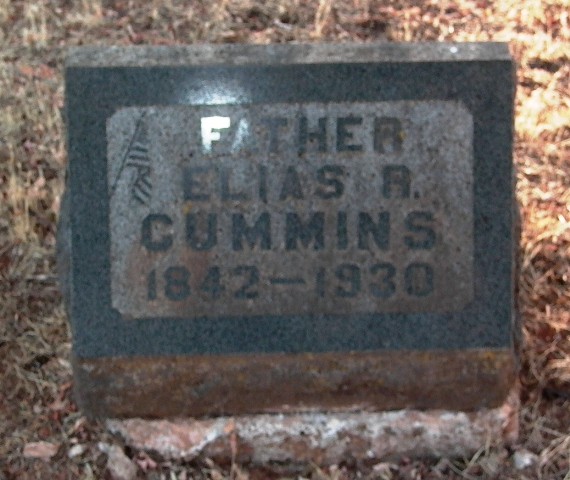 FATHER
ELIAS R.
CUMMINS
1842-1930